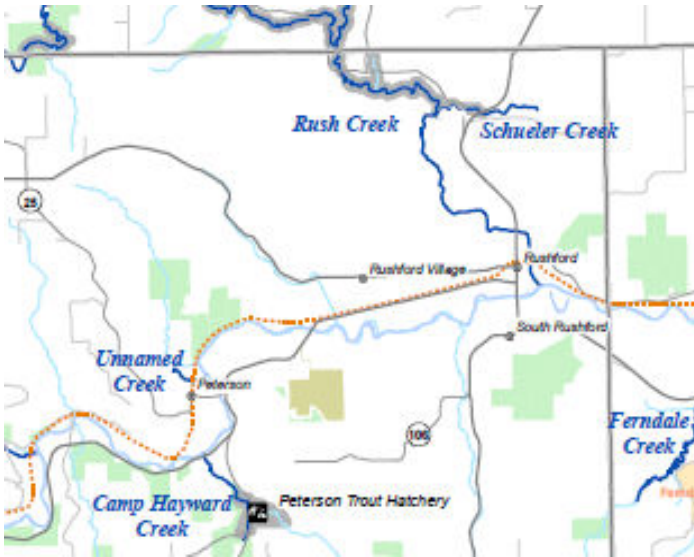 Rush Creek
Schueler Creek
25
Rushford Village
Rushford
South Rushford
Unnamed
Creek
Peterson
106
Ferndale
Creek
Camp Hayward
Creek
Peterson Trout Hatchery